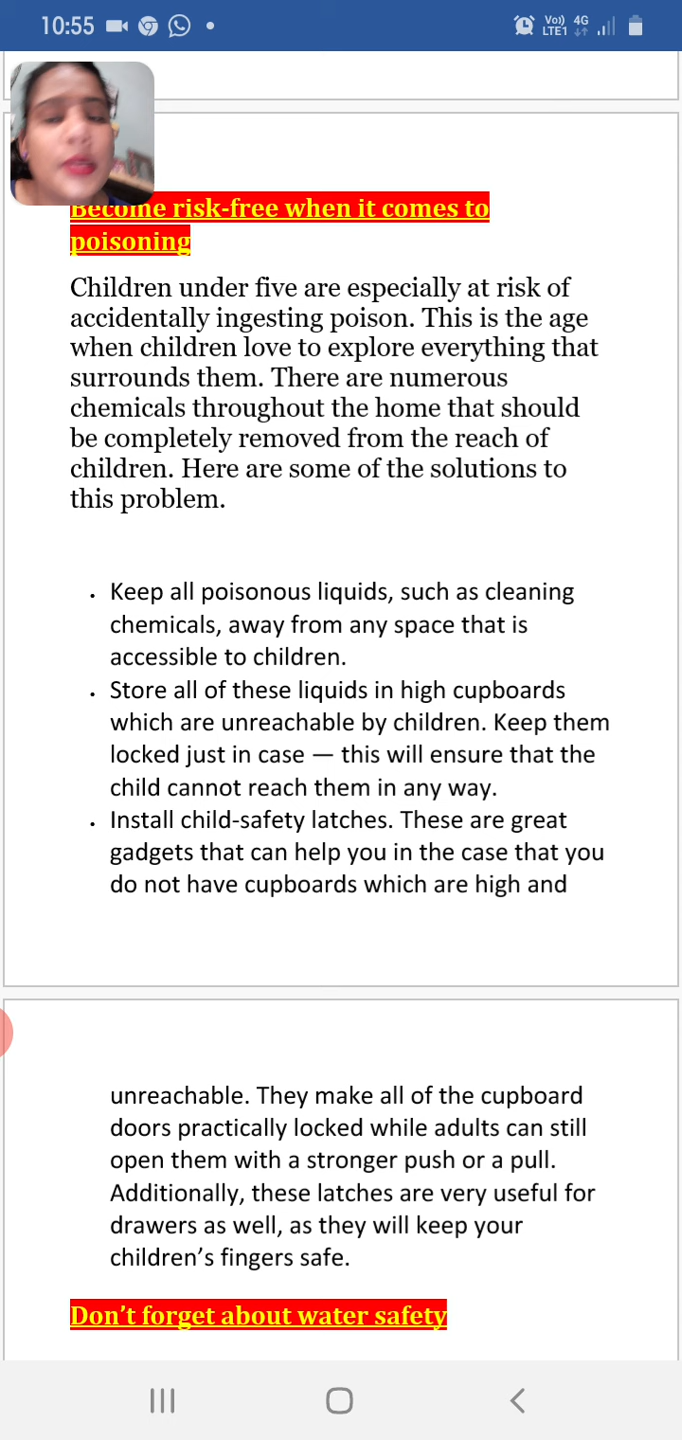 10:55
Vo) 4G
LTE1
Become risk-free when it comes to
poisoning
Children under five are especially at risk of
accidentally ingesting poison. This is the age
when children love to explore everything that
surrounds them. There are numerous
chemicals throughout the home that should
be completely removed from the reach of
children. Here are some of the solutions to
this problem.
• Keep all poisonous liquids, such as cleaning
chemicals, away from any space that is
accessible to children.
• Store all of these liquids in high cupboards
which are unreachable by children. Keep them
locked just in case — this will ensure that the
child cannot reach them in any way.
• Install child-safety latches. These are great
gadgets that can help you in the case that you
do not have cupboards which are high and
unreachable. They make all of the cupboard
doors practically locked while adults can still
open them with a stronger push or a pull.
Additionally, these latches are very useful for
drawers as well, as they will keep your
children’s fingers safe.
Don’t forget about water safety